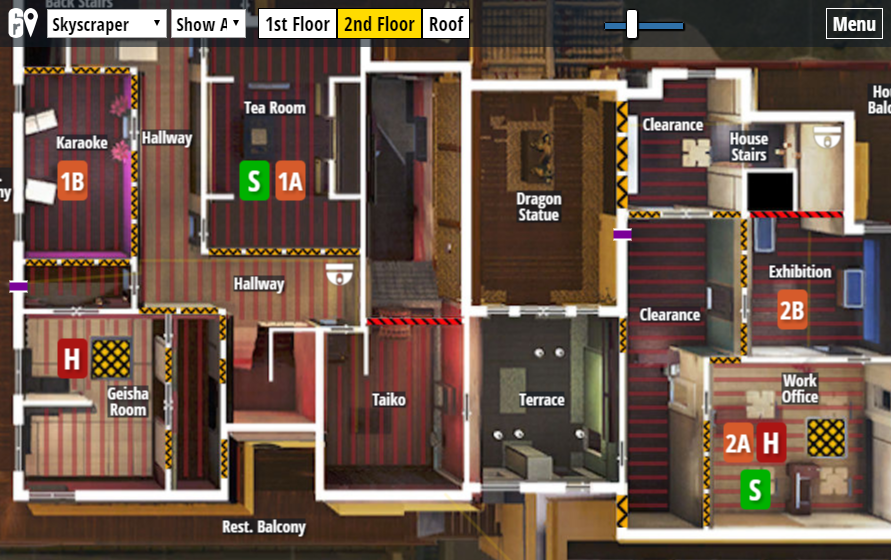 Back Stairs
Skyscraper
Show A
1st Floor
2nd Floor
Roof
Menu
Karaoke
1B
Hallway
Tea Room
S
1A
Dragon
Statue
Clearance
House
Stairs
Hallway
Clearance
Exhibition
2B
H
Geisha
Room
Taiko
Terrace
Work
Office
2A
H
S
Rest. Balcony